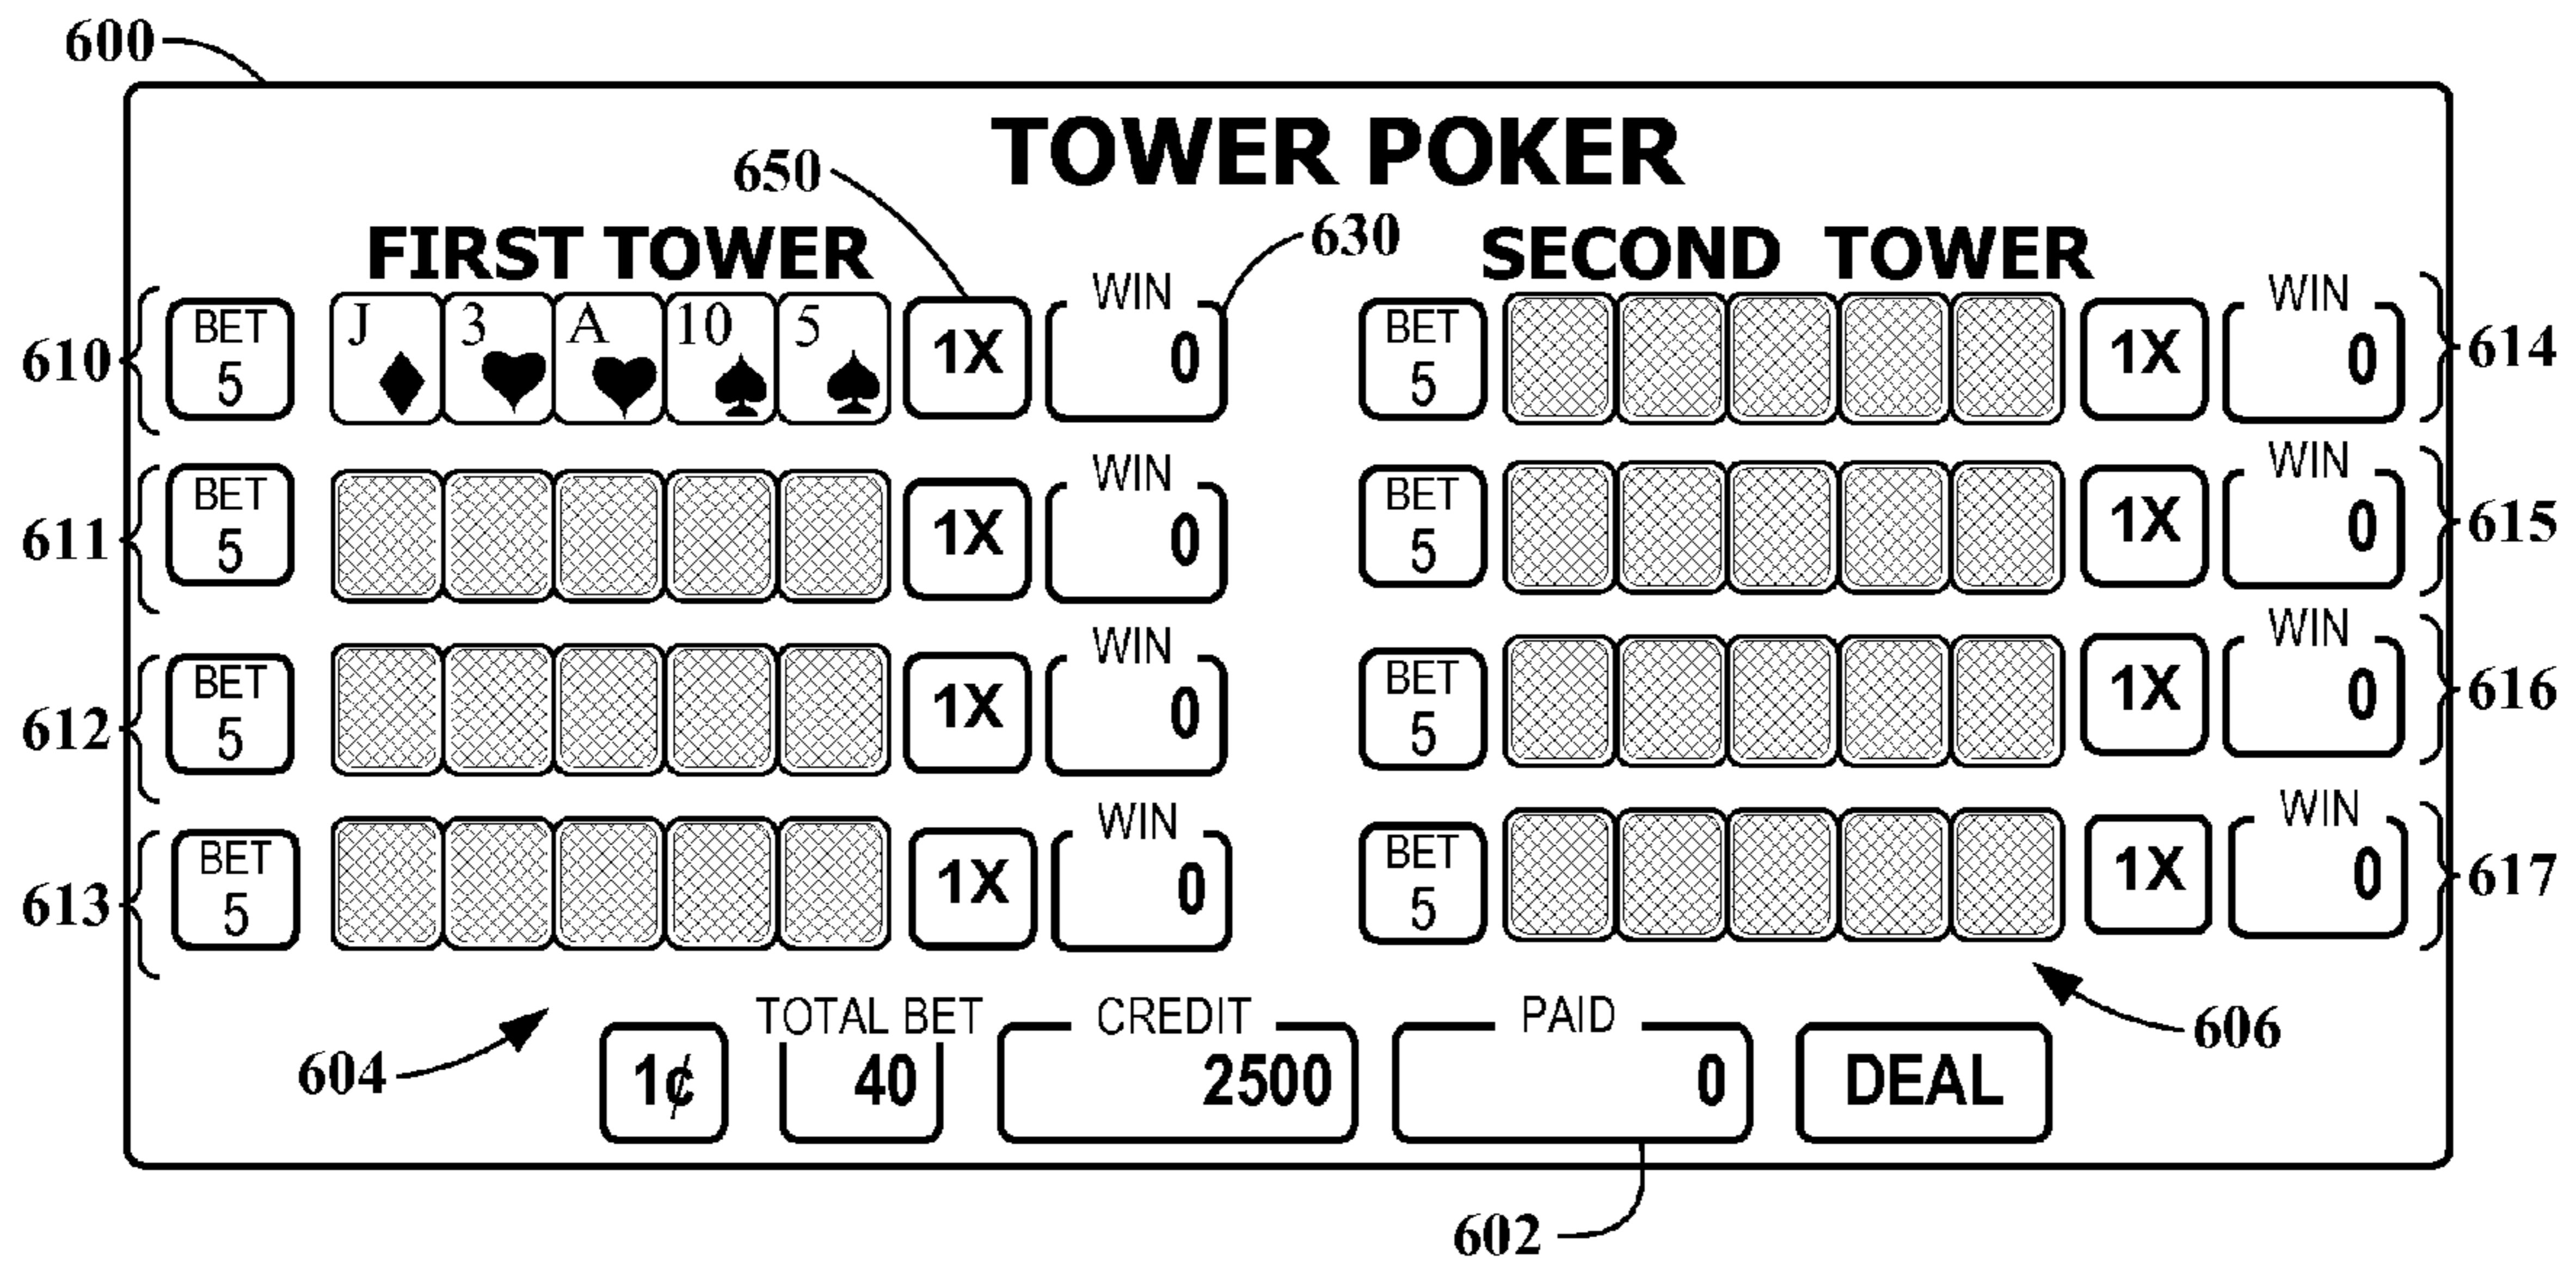 600
TOWER POKER
650
630
FIRST TOWER
SECOND TOWER
610 BET 5 J 3 A 10 5 1X WIN 0
BET 5 1X WIN 0 614
611 BET 5 1X WIN 0
BET 5 1X WIN 0 615
612 BET 5 1X WIN 0
BET 5 1X WIN 0 616
613 BET 5 1X WIN 0
BET 5 1X WIN 0 617
604
606
1¢ TOTAL BET 40 CREDIT 2500 PAID 0 DEAL
602